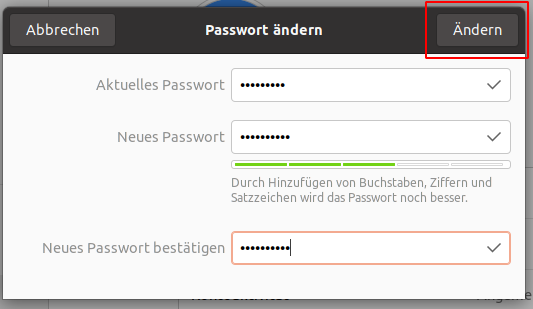 Abbrechen Passwort ändern Ändern
Aktuelles Passwort •••••••••
Neues Passwort ••••••••••
Durch Hinzufügen von Buchstaben, Ziffern und
Satzzeichen wird das Passwort noch besser.
Neues Passwort bestätigen ••••••••••